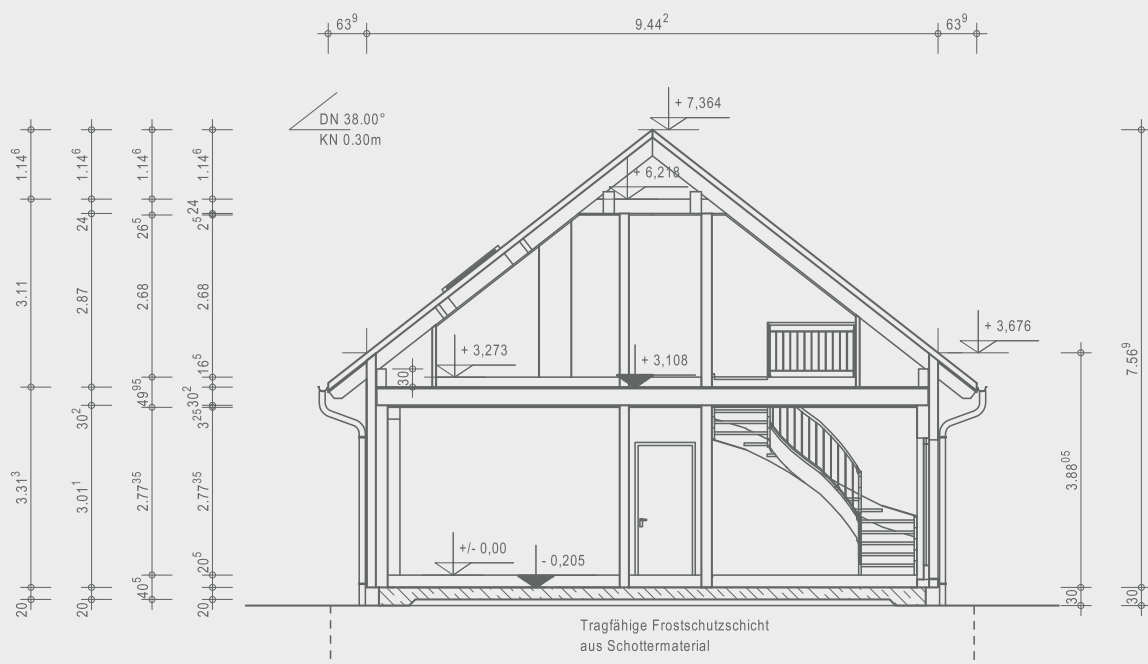 63⁹ 9.44² 63⁹
+ 7,364
DN 38.00°
KN 0.30m
1.14⁶ 1.14⁶ 1.14⁶ 1.14⁶
+ 6,218
24 26⁵ 25 24
3.11 2.87 2.68 2.68
+ 3,676
+ 3,273
+ 3,108
7.56⁹
16⁵
30
49⁹⁵
30²
30²
3²⁵
3.31³ 3.01¹ 2.77³⁵ 2.77³⁵
3.88⁰⁵
+/- 0,00
- 0,205
20⁵
40⁵
20 20 20
30 30
Tragfähige Frostschutzschicht
aus Schottermaterial